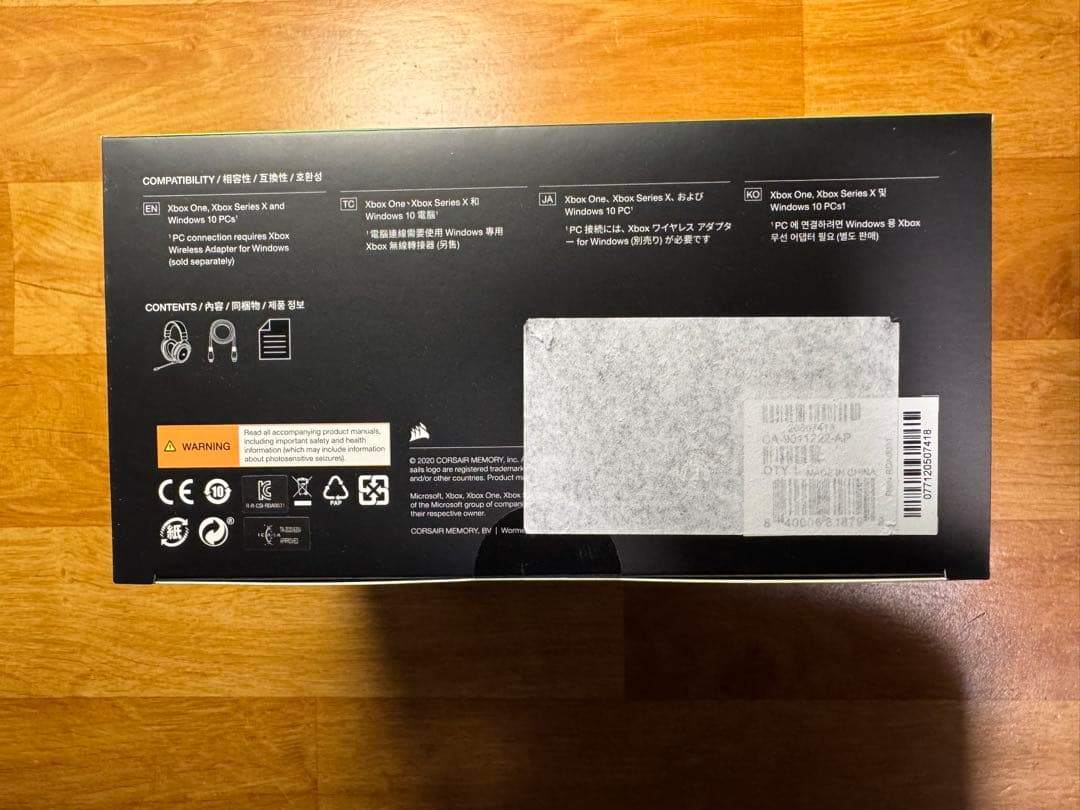 COMPATIBILITY / 相容性 / 互換性 / 호환성
EN
Xbox One, Xbox Series X and
Windows 10 PCs¹
¹PC connection requires Xbox
Wireless Adapter for Windows
(sold separately)
TC
Xbox One、Xbox Series X 和
Windows 10 電腦¹
¹電腦連線需要使用 Windows 專用
Xbox 無線轉接器 (另售)
JA
Xbox One、Xbox Series X、および
Windows 10 PC¹
¹PC 接続には、Xbox ワイヤレス アダプタ
ー for Windows (別売り) が必要です
KO
Xbox One, Xbox Series X 및
Windows 10 PCs1
¹PC 에 연결하려면 Windows 용 Xbox
무선 어댑터 필요 (별도 판매)
CONTENTS / 內容 / 同梱物 / 제품 정보
WARNING
Read all accompanying product manuals,
including important safety and health
information (which may include information
about photosensitive seizures).
© 2020 CORSAIR MEMORY, Inc.
sails logo are registered trademark
and/or other countries. Product m
Microsoft, Xbox, Xbox One, Xbox
of the Microsoft group of compani
their respective owner.
CORSAIR MEMORY, BV | Worme
CE
10
R-R-CSI-RDA0031
PAP
紙
APPROVED
CA-9011222-AP
QTY
MADE IN CHINA
077120507418